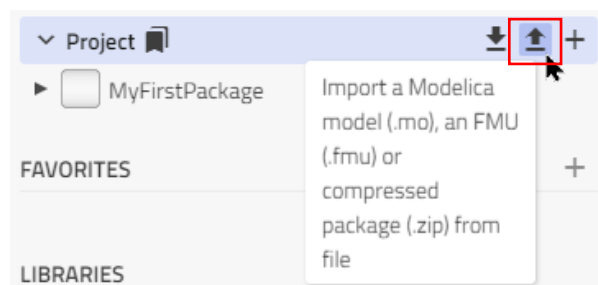 Project
MyFirstPackage
Import a Modelica
model (.mo), an FMU
(.fmu) or
compressed
package (.zip) from
file
FAVORITES
LIBRARIES